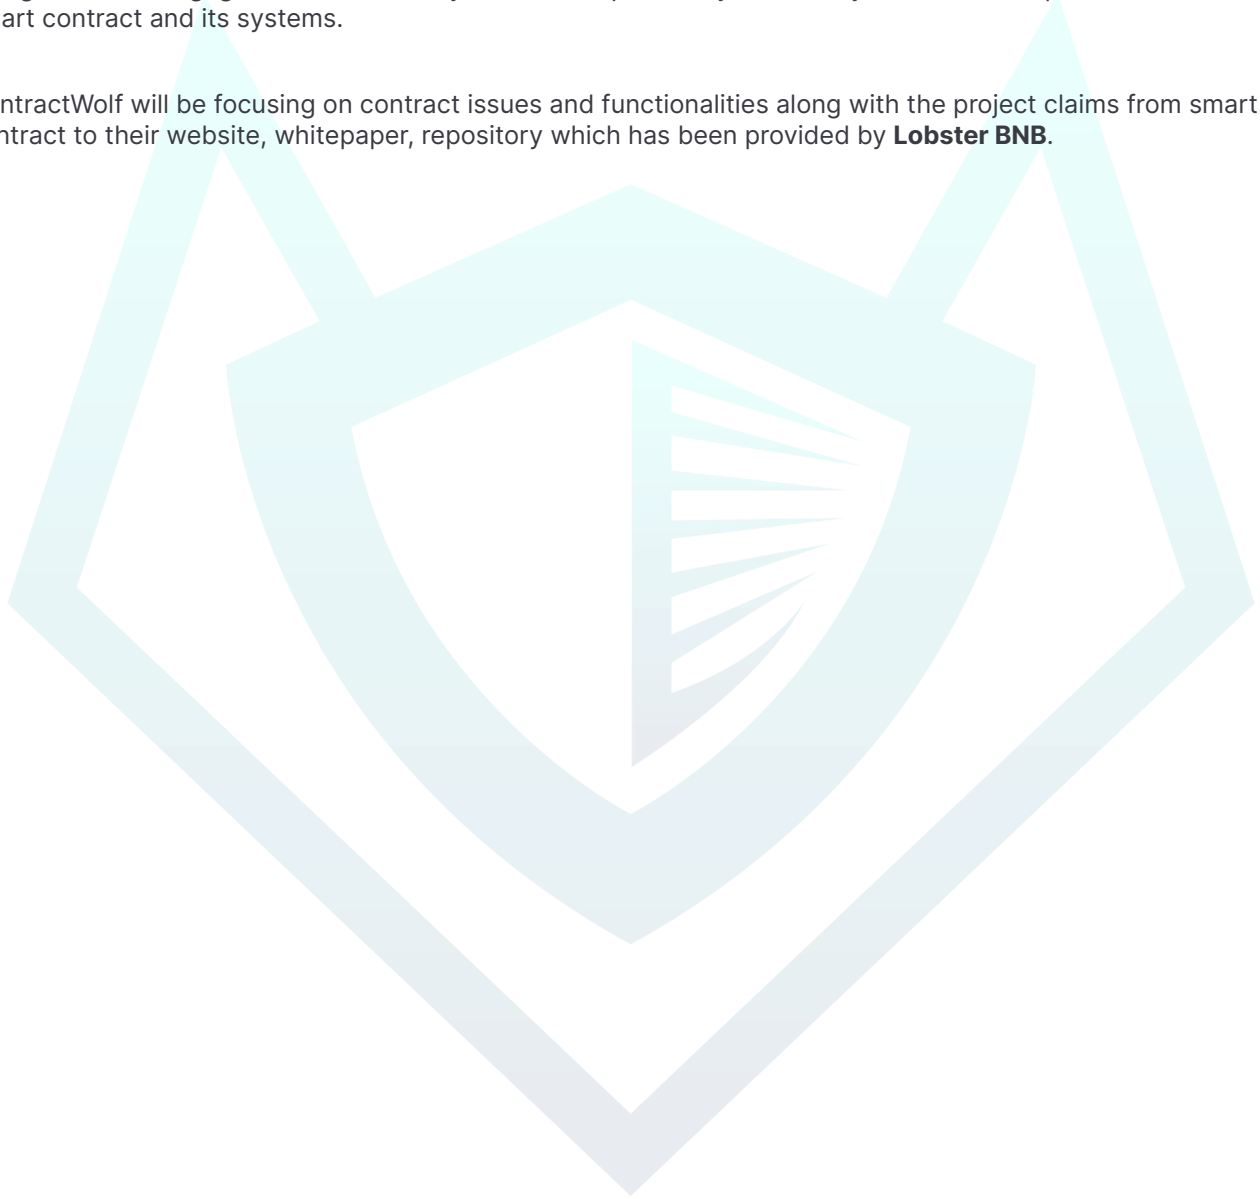 art contract and its systems.
ntractWolf will be focusing on contract issues and functionalities along with the project claims from smart
ntract to their website, whitepaper, repository which has been provided by Lobster BNB.